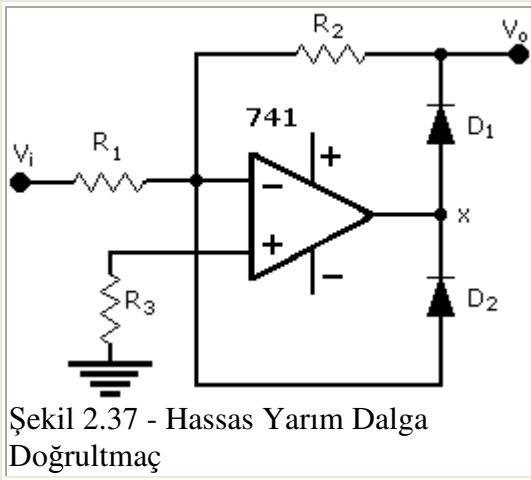 R2
Vo
741
D1
R1
Vi
+
−
x
+
−
R3
D2
Şekil 2.37 - Hassas Yarım Dalga
Doğrultmaç